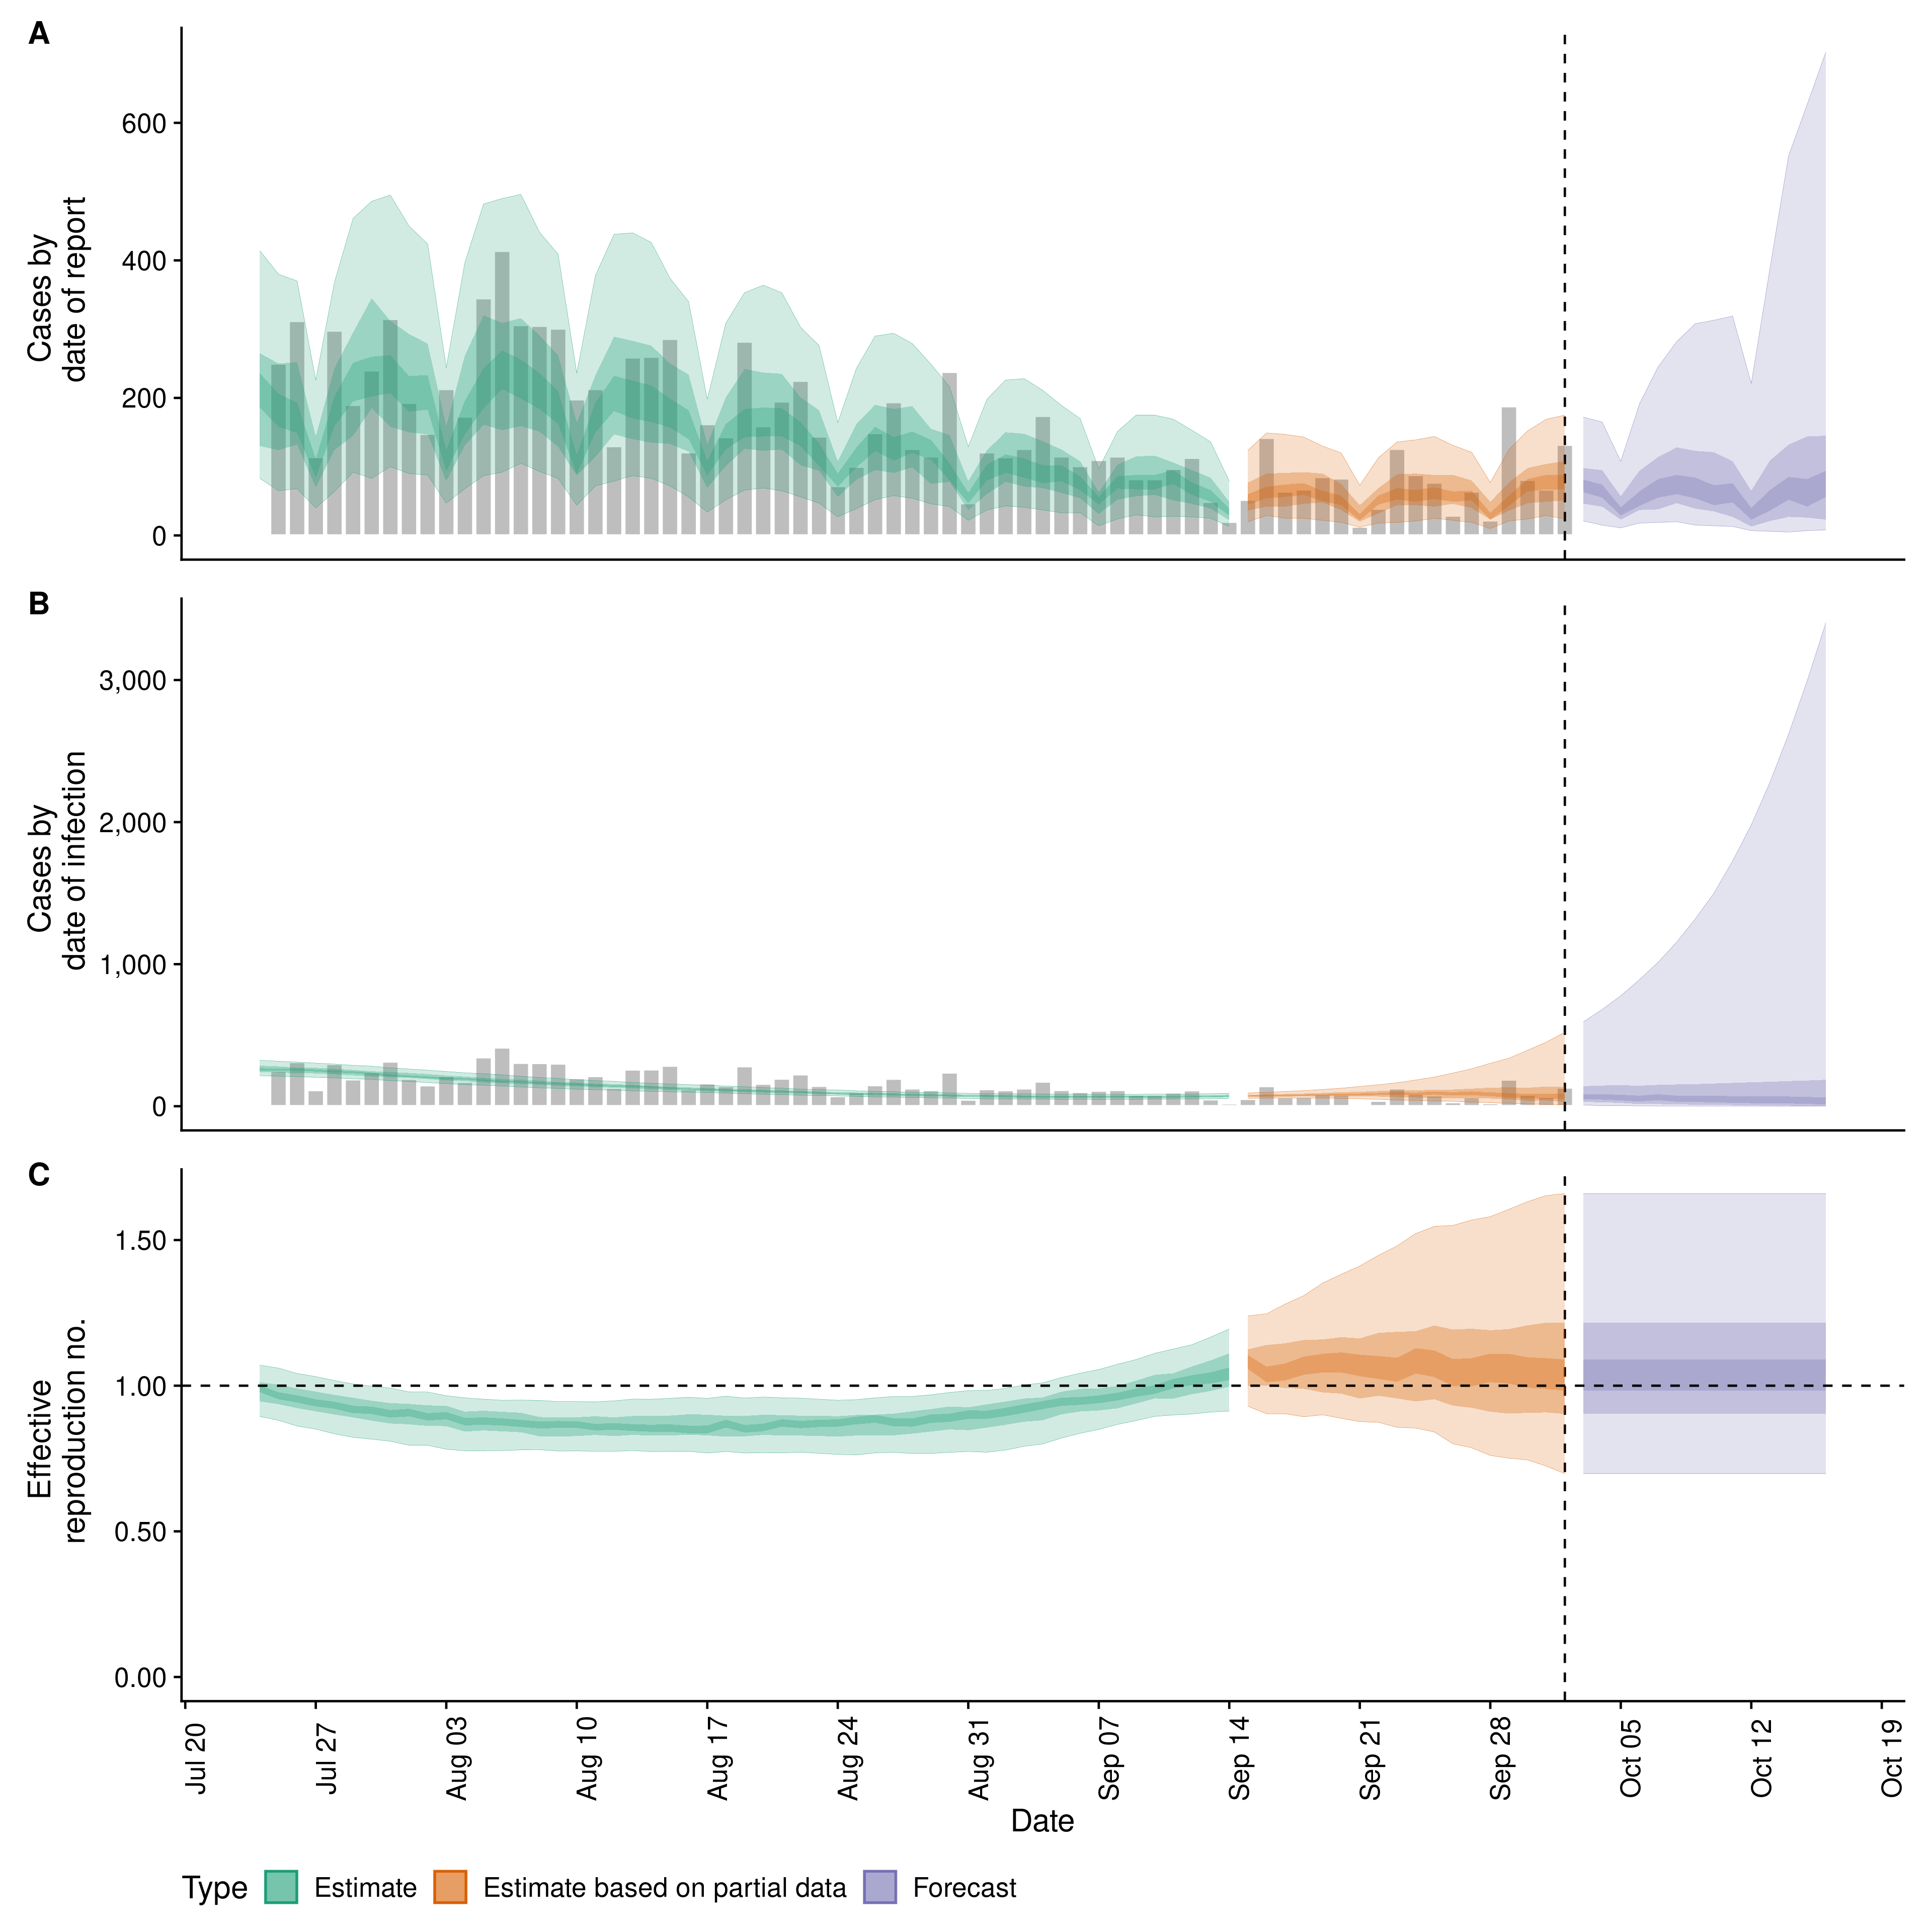 A
Cases by
date of report
600
400
200
0
B
Cases by
date of infection
3,000
2,000
1,000
0
C
Effective
reproduction no.
1.50
1.00
0.50
0.00
Jul 20
Jul 27
Aug 03
Aug 10
Aug 17
Aug 24
Aug 31
Sep 07
Sep 14
Sep 21
Sep 28
Oct 05
Oct 12
Oct 19
Date
Type
Estimate
Estimate based on partial data
Forecast